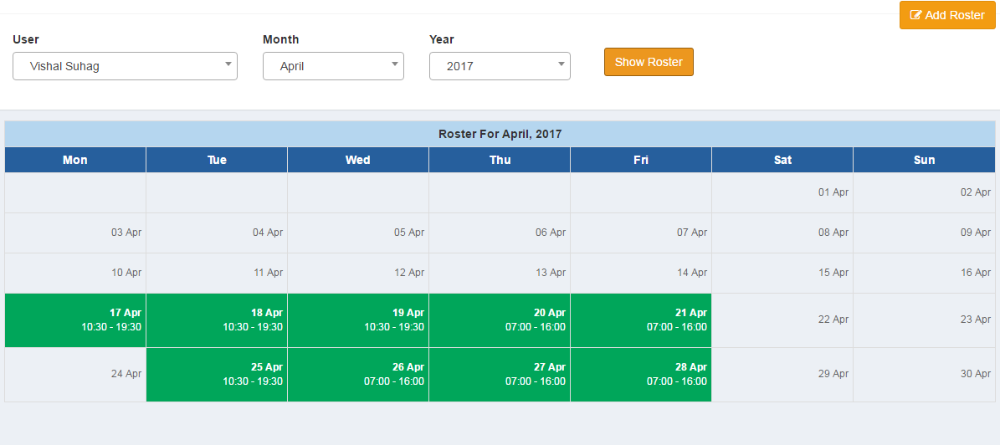 Add Roster
User Month Year
Vishal Suhag April 2017 Show Roster
Roster For April, 2017
Mon Tue Wed Thu Fri Sat Sun
01 Apr 02 Apr
03 Apr 04 Apr 05 Apr 06 Apr 07 Apr 08 Apr 09 Apr
10 Apr 11 Apr 12 Apr 13 Apr 14 Apr 15 Apr 16 Apr
17 Apr 18 Apr 19 Apr 20 Apr 21 Apr 22 Apr 23 Apr
10:30 - 19:30 10:30 - 19:30 10:30 - 19:30 07:00 - 16:00 07:00 - 16:00
24 Apr 25 Apr 26 Apr 27 Apr 28 Apr 29 Apr 30 Apr
10:30 - 19:30 07:00 - 16:00 07:00 - 16:00 07:00 - 16:00